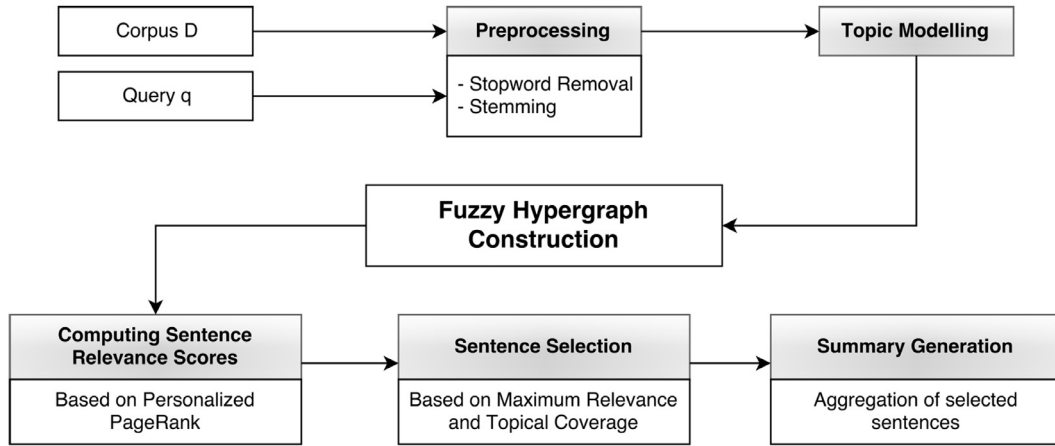 Corpus D
Query q
Preprocessing
- Stopword Removal
- Stemming
Topic Modelling
Fuzzy Hypergraph
Construction
Computing Sentence
Relevance Scores
Based on Personalized
PageRank
Sentence Selection
Based on Maximum Relevance
and Topical Coverage
Summary Generation
Aggregation of selected
sentences